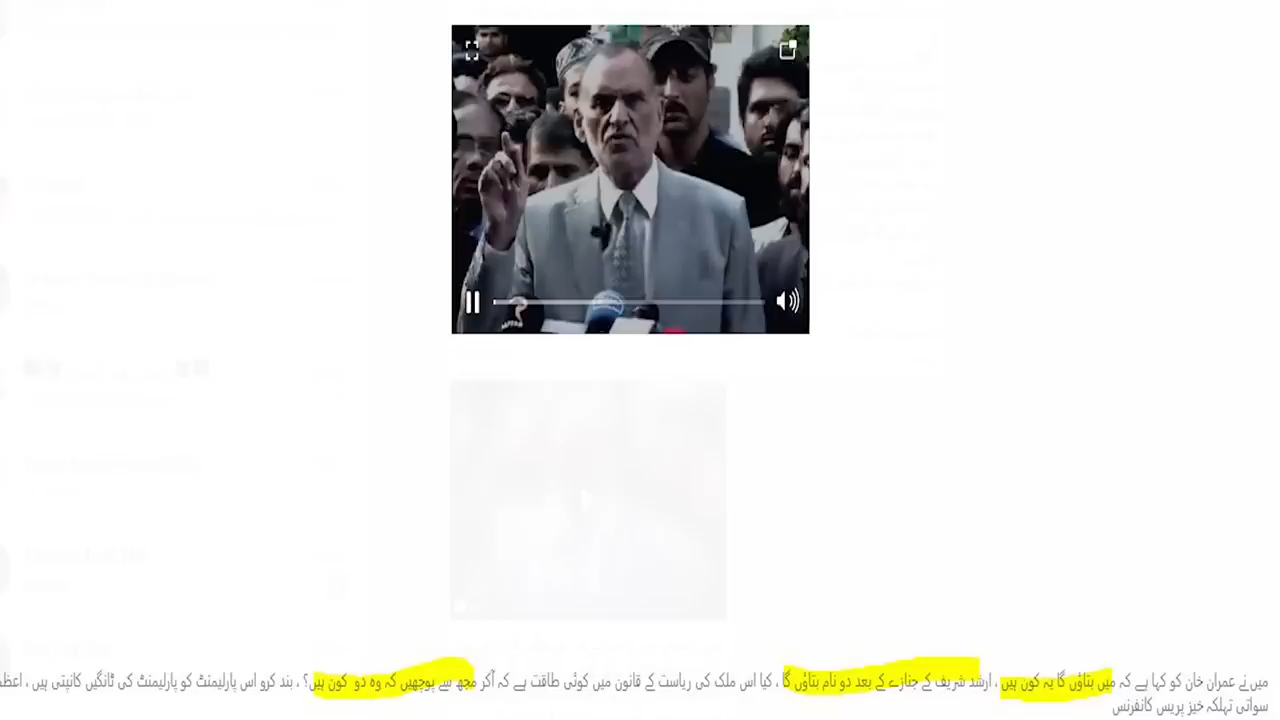 میں نے عمران خان کو کہا ہے کہ میں بتاؤں گا یہ کون ہیں ، ارشد شریف کے جنازے کے بعد دو نام بتاؤں گا ، کیا اس ملک کی ریاست کے قانون میں کوئی طاقت ہے کہ آکر مجھ سے پوچھیں کہ وہ دو کون ہیں؟ ، بند کرو اس پارلیمنٹ کو پارلیمنٹ کی ٹانگیں کانپتی ہیں ، اعظم
سواتی تہلکہ خیز پریس کانفرنس